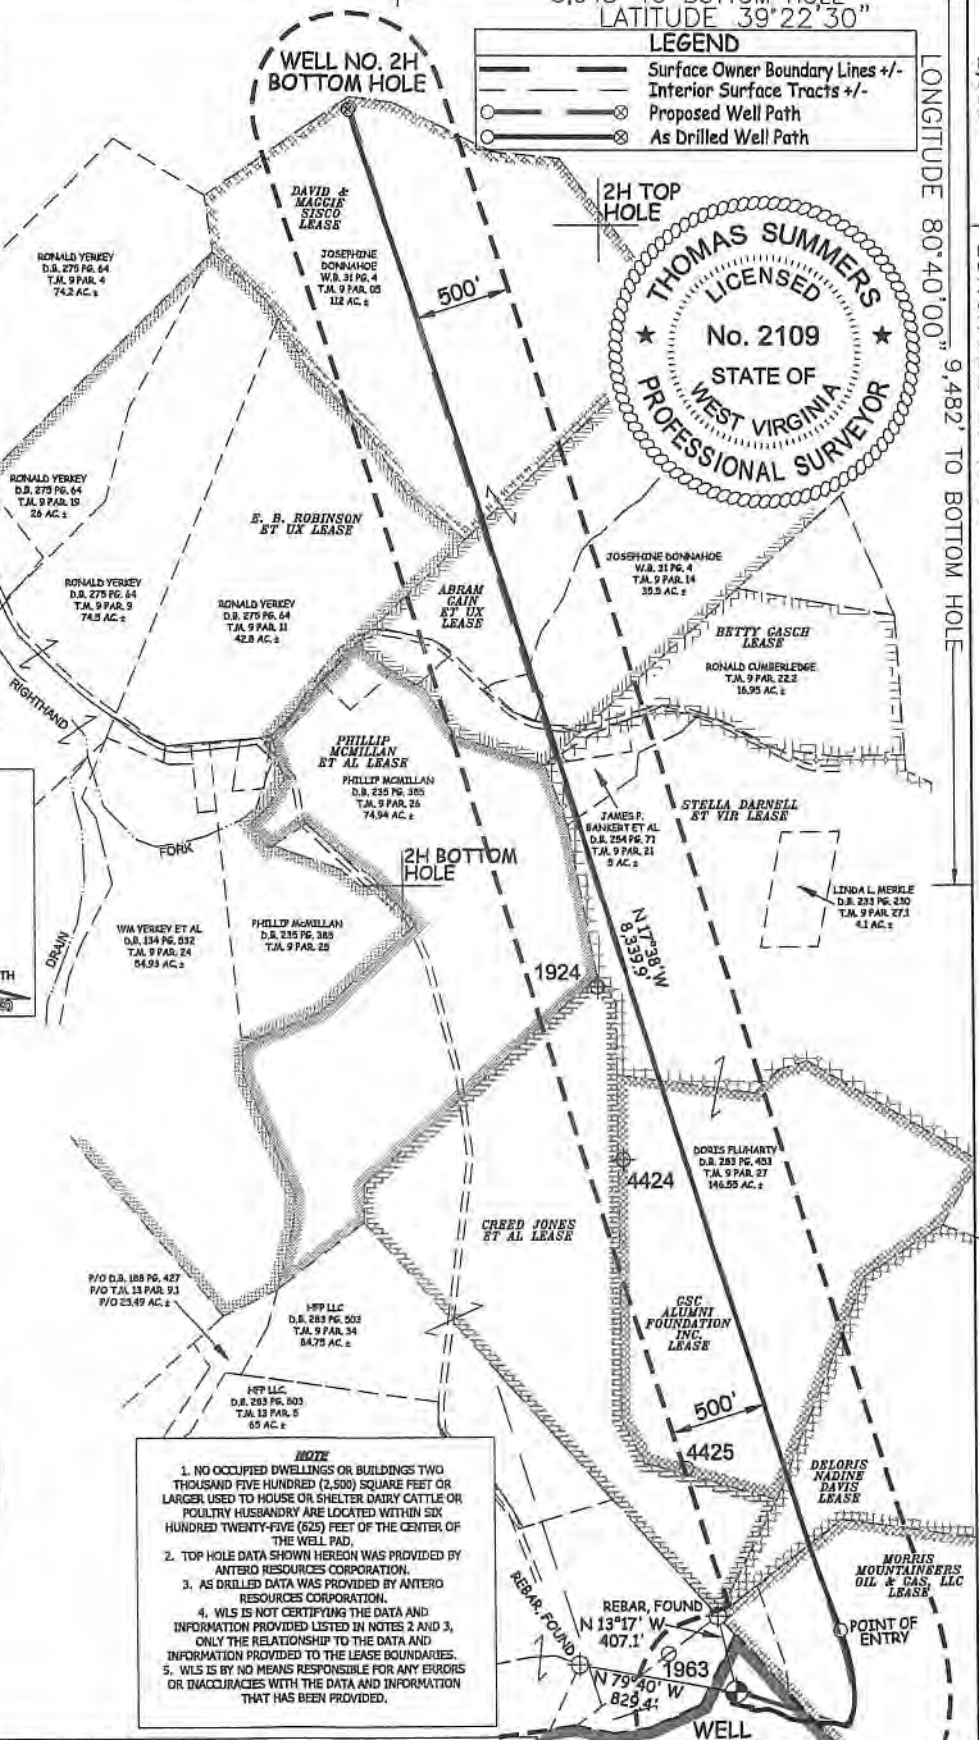 LATITUDE 39°22'30"
LEGEND
Surface Owner Boundary Lines +/-
Interior Surface Tracts +/-
Proposed Well Path
As Drilled Well Path
WELL NO. 2H
BOTTOM HOLE
LONGITUDE 80°40'00"
9,482' TO BOTTOM HOLE
2H TOP
HOLE
THOMAS SUMMERS
LICENSED
No. 2109
STATE OF
WEST VIRGINIA
PROFESSIONAL SURVEYOR
DAVID &
MAGGIE
SISCO
LEASE
JOSEPHINE
DONNAHOE
W.B. 31 PG. 4
T.M. 9 PAR. 05
112 AC. ±
500'
RONALD YERKEY
D.B. 275 PG. 64
T.M. 9 PAR. 4
74.2 AC. ±
RONALD YERKEY
D.B. 275 PG. 64
T.M. 9 PAR. 19
26 AC. ±
E. B. ROBINSON
ET UX LEASE
RONALD YERKEY
D.B. 275 PG. 64
T.M. 9 PAR. 9
74.5 AC. ±
RONALD YERKEY
D.B. 275 PG. 64
T.M. 9 PAR. 11
42.8 AC. ±
ABRAM
GAIN
ET UX
LEASE
JOSEPHINE DONNAHOE
W.B. 31 PG. 4
T.M. 9 PAR. 14
35.5 AC. ±
BETTY GASCH
LEASE
RONALD CUMBERLEDGE
T.M. 9 PAR. 22.2
16.95 AC. ±
RIGHTHAND
FORK
DRAIN
PHILLIP
MCMILLAN
ET AL LEASE
PHILLIP MCMILLAN
D.B. 235 PG. 385
T.M. 9 PAR. 26
74.94 AC. ±
STELLA DARNELL
ET VIR LEASE
JAMES P.
BANKERT ET AL
D.B. 254 PG. 71
T.M. 9 PAR. 21
5 AC. ±
2H BOTTOM
HOLE
LINDA L. MERKLE
D.B. 233 PG. 230
T.M. 9 PAR. 27.1
4.1 AC. ±
WM YERKEY ET AL
D.B. 134 PG. 532
T.M. 9 PAR. 24
54.93 AC. ±
PHILLIP McMILLAN
D.B. 235 PG. 385
T.M. 9 PAR. 25
TH
N 17°38' W
8,339.9'
1924
DORIS PLUHARTY
D.B. 283 PG. 453
T.M. 9 PAR. 27
146.55 AC. ±
4424
CREED JONES
ET AL LEASE
P/O D.B. 188 PG. 427
P/O T.M. 13 PAR. 9.1
P/O 25.49 AC. ±
HFP LLC
D.B. 283 PG. 503
T.M. 9 PAR. 34
84.75 AC. ±
GSC
ALUMNI
FOUNDATION
INC.
LEASE
HFP LLC.
D.B. 283 PG. 503
T.M. 13 PAR. 5
65 AC. ±
500'
4425
DELORIS
NADINE
DAVIS
LEASE
NOTE
1. NO OCCUPIED DWELLINGS OR BUILDINGS TWO
THOUSAND FIVE HUNDRED (2,500) SQUARE FEET OR
LARGER USED TO HOUSE OR SHELTER DAIRY CATTLE OR
POULTRY HUSBANDRY ARE LOCATED WITHIN SIX
HUNDRED TWENTY-FIVE (625) FEET OF THE CENTER OF
THE WELL PAD.
2. TOP HOLE DATA SHOWN HEREON WAS PROVIDED BY
ANTERO RESOURCES CORPORATION.
3. AS DRILLED DATA WAS PROVIDED BY ANTERO
RESOURCES CORPORATION.
4. WLS IS NOT CERTIFYING THE DATA AND
INFORMATION PROVIDED LISTED IN NOTES 2 AND 3,
ONLY THE RELATIONSHIP TO THE DATA AND
INFORMATION PROVIDED TO THE LEASE BOUNDARIES.
5. WLS IS BY NO MEANS RESPONSIBLE FOR ANY ERRORS
OR INACCURACIES WITH THE DATA AND INFORMATION
THAT HAS BEEN PROVIDED.
MORRIS
MOUNTAINEERS
OIL & GAS, LLC
LEASE
REBAR, FOUND
REBAR, FOUND
N 13°17' W
407.1'
POINT OF
ENTRY
1963
N 79°40' W
829.4'
WELL